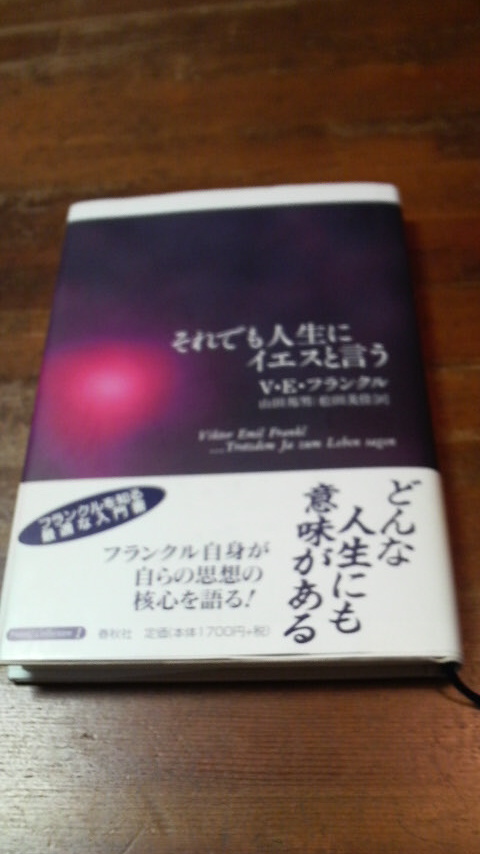 それでも人生に
イエスと言う
V・E・フランクル
山田邦男 松田美佳[訳]
Viktor Emil Frankl
...Trotzdem Ja zum Leben sagen
フランクルを知る
最適な入門書
どんな
人生にも
意味がある
フランクル自身が
自らの思想の
核心を語る!
春秋社 定価(本体1700円+税)